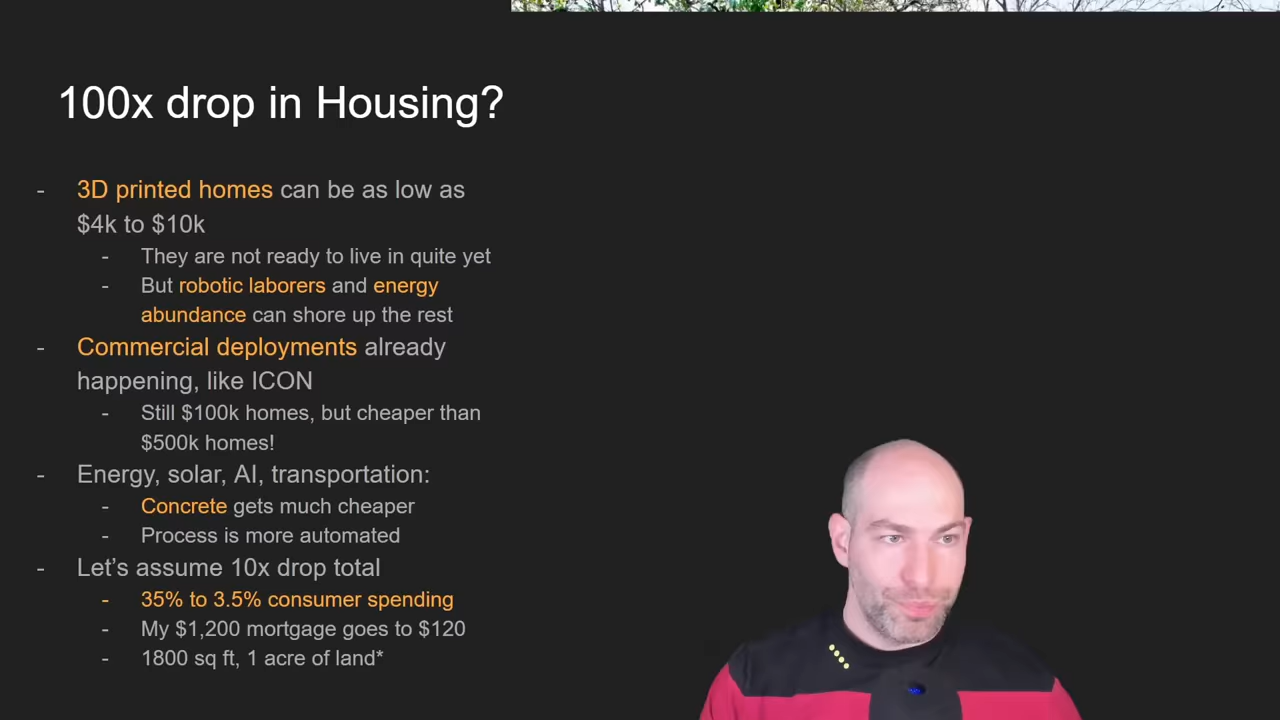 100x drop in Housing?
- 3D printed homes can be as low as
$4k to $10k
- They are not ready to live in quite yet
- But robotic laborers and energy
abundance can shore up the rest
- Commercial deployments already
happening, like ICON
- Still $100k homes, but cheaper than
$500k homes!
- Energy, solar, AI, transportation:
- Concrete gets much cheaper
- Process is more automated
- Let's assume 10x drop total
- 35% to 3.5% consumer spending
- My $1,200 mortgage goes to $120
- 1800 sq ft, 1 acre of land*